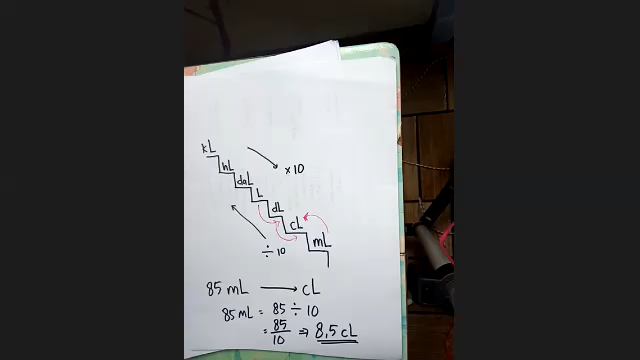 kL
hL
daL
L
dL
cL
mL
× 10
÷ 10
85 mL → cL
85 mL = 85 ÷ 10
= 85/10 ⇒ 8,5 cL